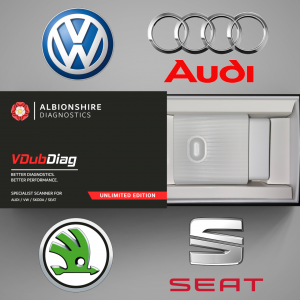 Audi
ALBIONSHIRE
DIAGNOSTICS
VDubDiag
BETTER DIAGNOSTICS.
BETTER PERFORMANCE.
SPECIALIST SCANNER FOR
AUDI / VW / SKODA / SEAT
UNLIMITED EDITION
SEAT